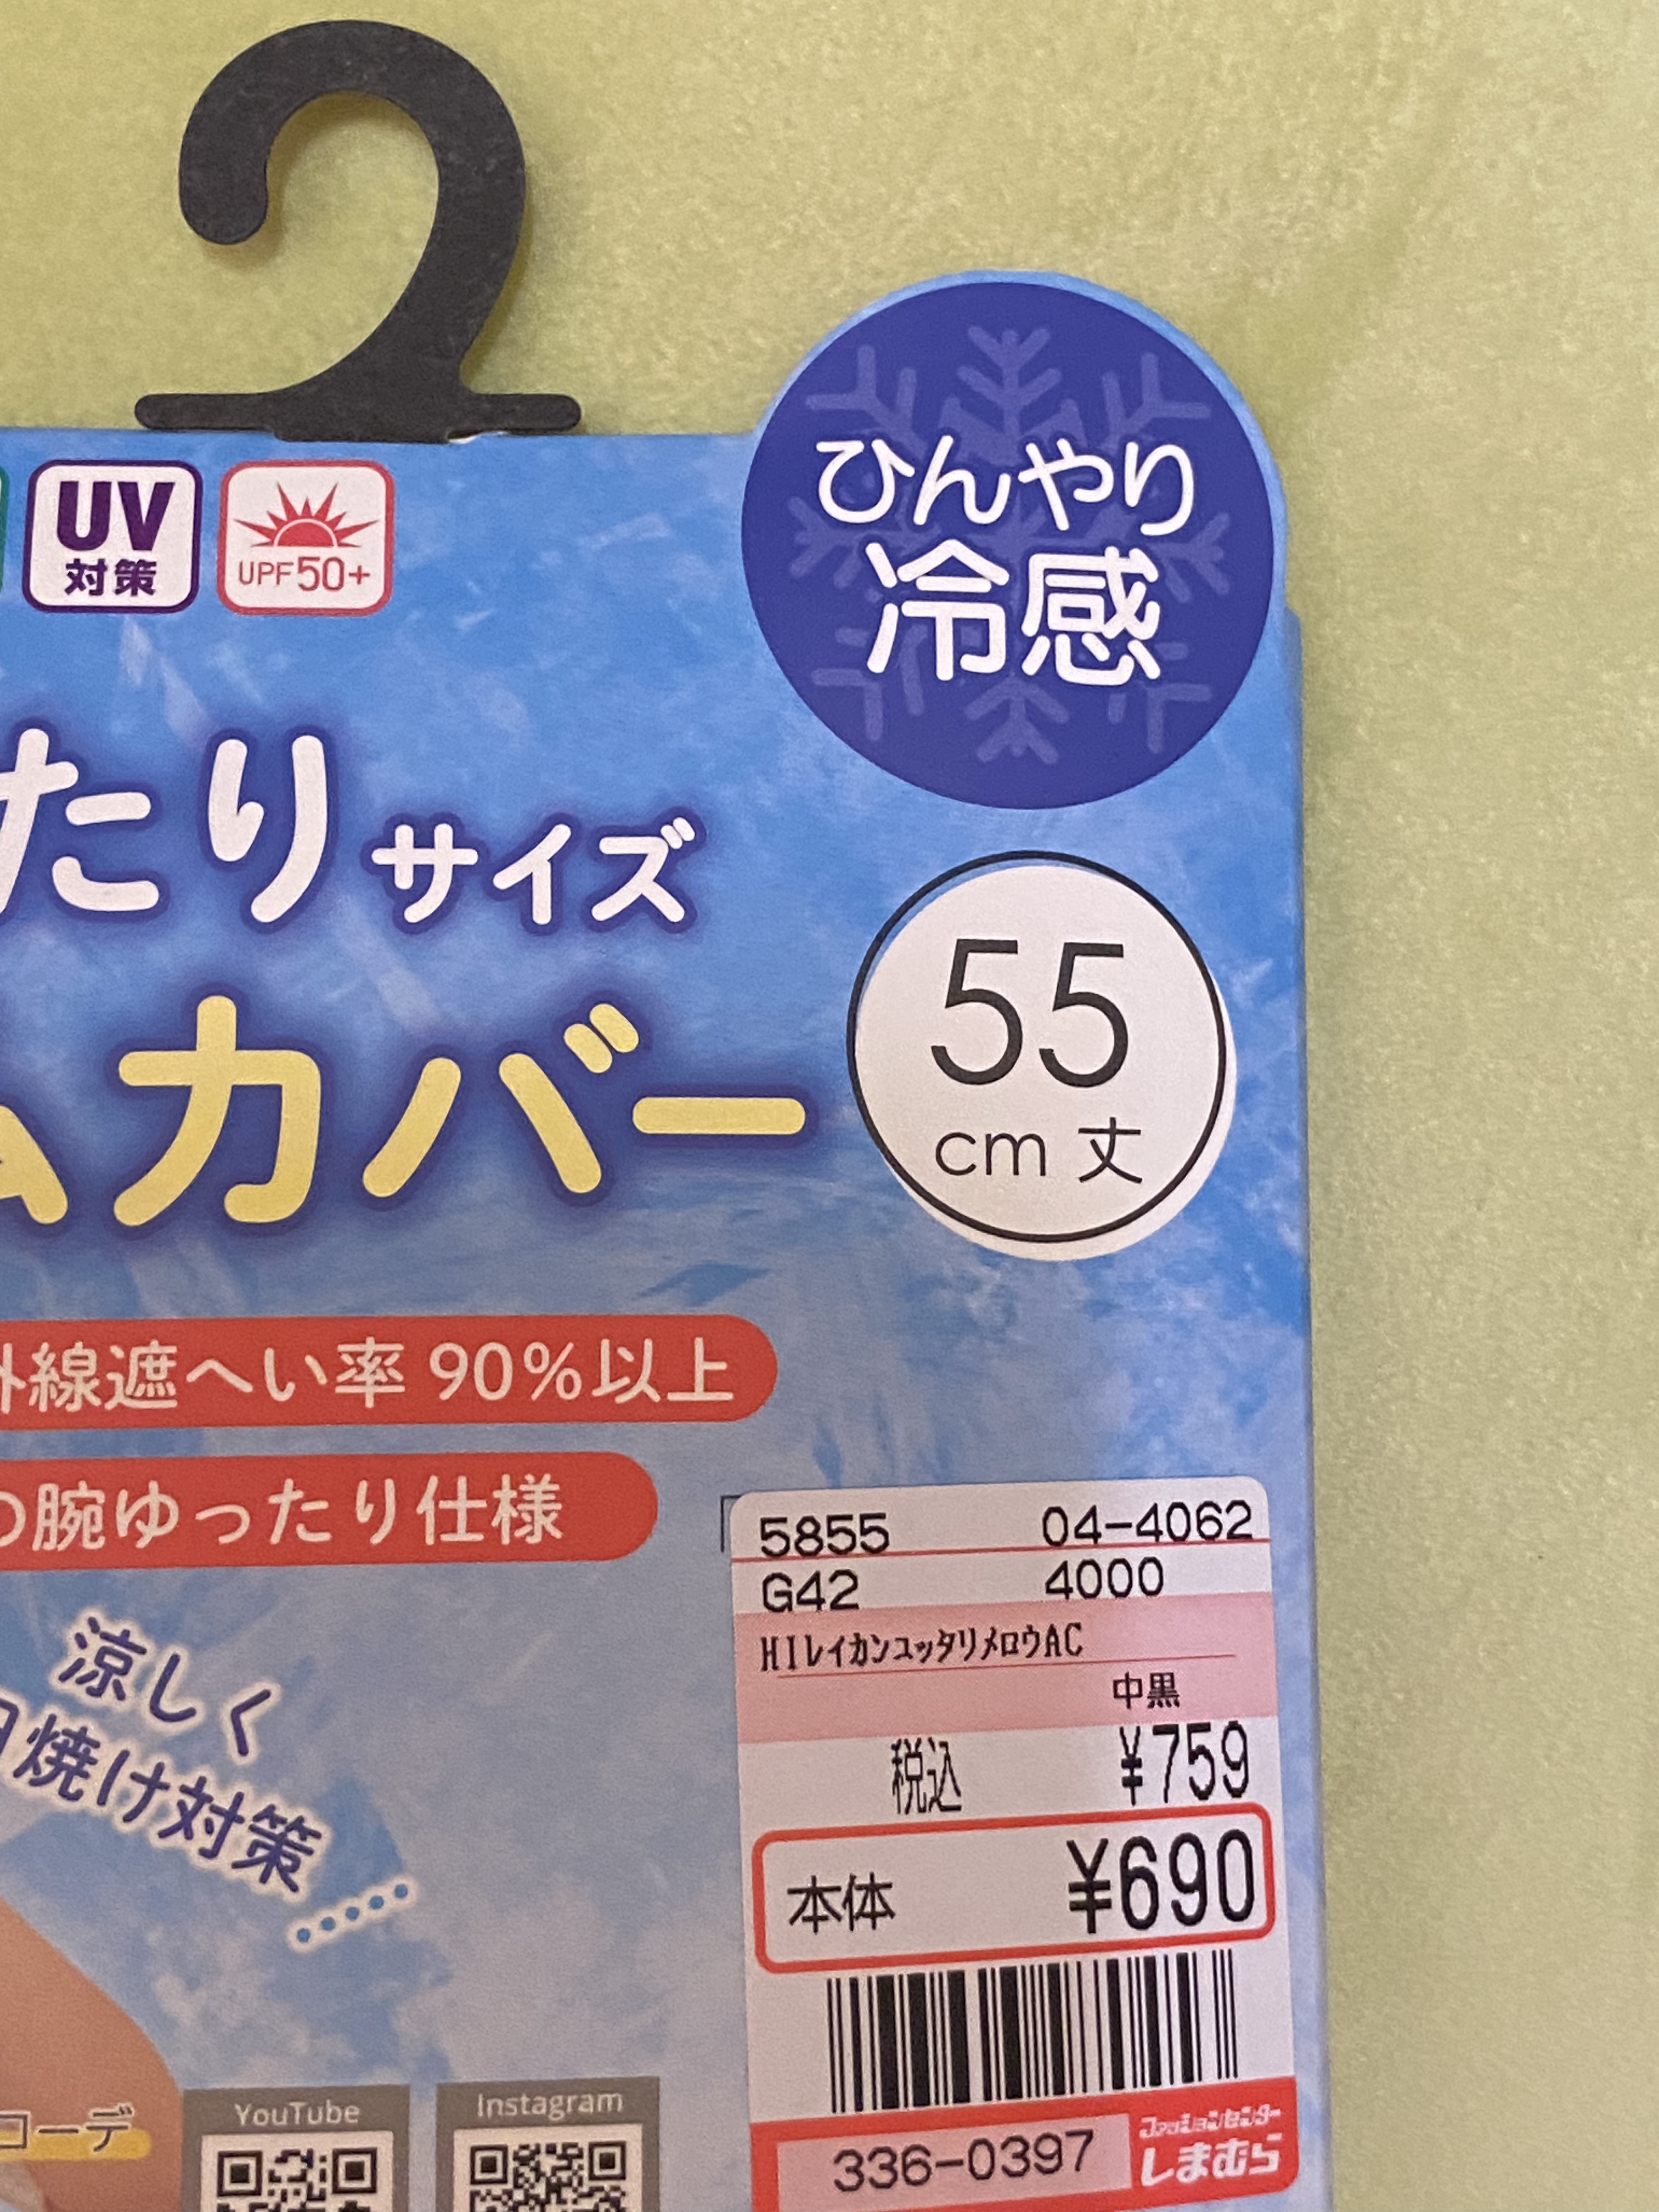 ひんやり
冷感
UV
対策
UPF50+
たりサイズ
ムカバー
55
cm 丈
外線遮へい率 90%以上
の腕ゆったり仕様
涼しく
日焼け対策
5855 04-4062
G42 4000
HIレイカンユッタリメロウAC
中黒
税込 ¥759
本体 ¥690
コーデ
YouTube
Instagram
336-0397
ファッションセンター
しまむら